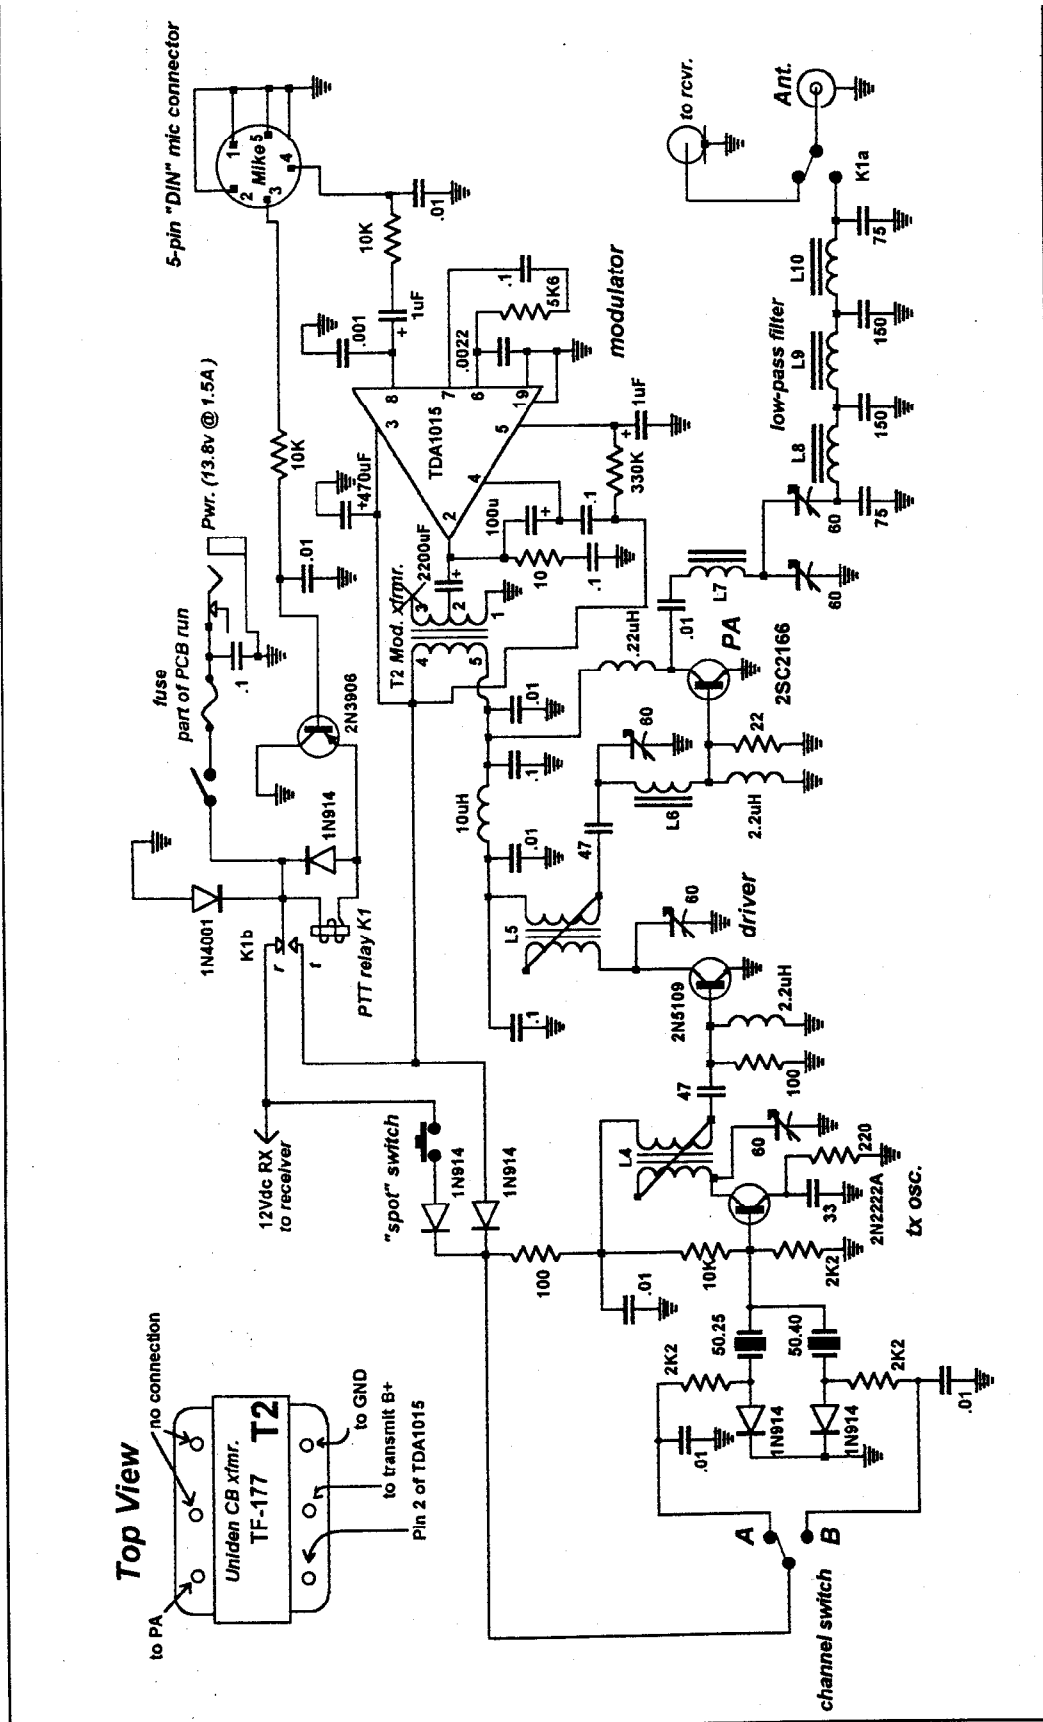 Top View
to PA
no connection
Uniden CB xfmr.
TF-177
T2
to GND
to transmit B+
Pin 2 of TDA1015
1N4001
K1b
r
t
PTT relay K1
1N914
fuse
part of PCB run
.1
Pwr. (13.8v @ 1.5A )
2N3906
.01
10K
5-pin "DIN" mic connector
Mike
1
2
3
4
5
.01
10K
1uF
+
.001
+470uF
TDA1015
8
3
7
6
9
1
5
4
2
.1
5K6
.0022
modulator
1uF
+
330K
.1
100u
+
10
.1
2200uF
+
T2 Mod. xfrmr.
3
2
1
4
5
12Vdc RX
to receiver
"spot" switch
1N914
1N914
100
.1
.01
10uH
.1
.01
.22uH
L5
47
60
L6
60
2.2uH
22
PA
2SC2166
.01
L7
60
60
75
L8
150
L9
150
L10
75
low-pass filter
K1a
to rcvr.
Ant.
driver
2N5109
2.2uH
100
47
L4
60
220
33
2N2222A
tx osc.
.01
10K
2K2
50.25
50.40
2K2
2K2
.01
.01
1N914
1N914
A
B
channel switch